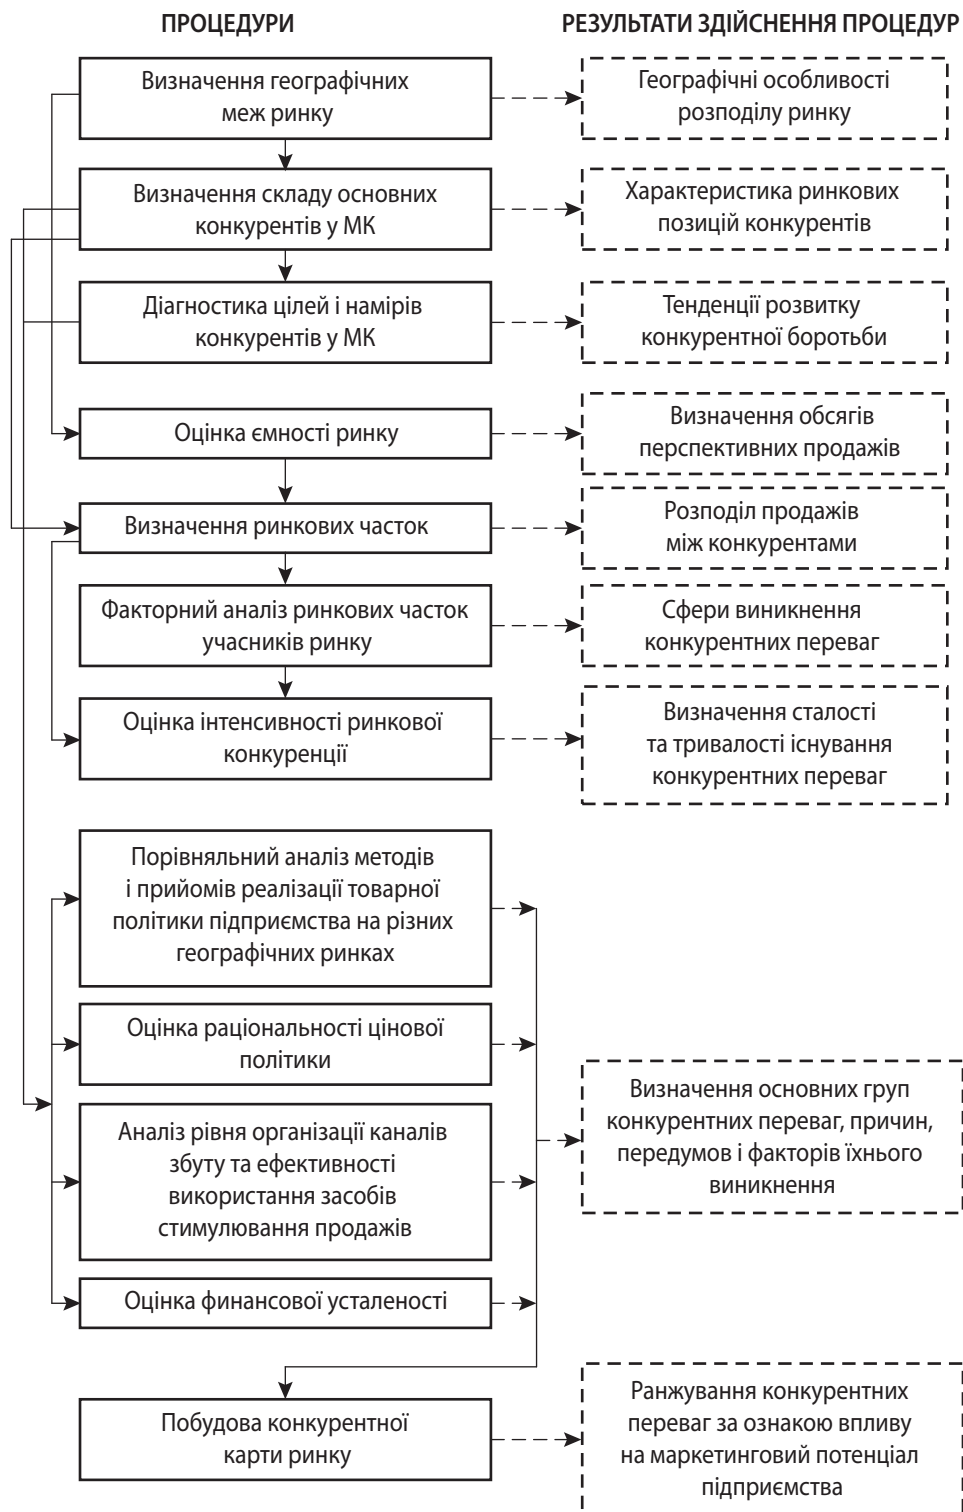 ПРОЦЕДУРИ
РЕЗУЛЬТАТИ ЗДІЙСНЕННЯ ПРОЦЕДУР
Визначення географічних
меж ринку
Географічні особливості
розподілу ринку
Визначення складу основних
конкурентів у МК
Характеристика ринкових
позицій конкурентів
Діагностика цілей і намірів
конкурентів у МК
Тенденції розвитку
конкурентної боротьби
Оцінка ємності ринку
Визначення обсягів
перспективних продажів
Визначення ринкових часток
Розподіл продажів
між конкурентами
Факторний аналіз ринкових часток
учасників ринку
Сфери виникнення
конкурентних переваг
Оцінка інтенсивності ринкової
конкуренції
Визначення сталості
та тривалості існування
конкурентних переваг
Порівняльний аналіз методів
і прийомів реалізації товарної
політики підприємства на різних
географічних ринках
Оцінка раціональності цінової
політики
Аналіз рівня організації каналів
збуту та ефективності
використання засобів
стимулювання продажів
Визначення основних груп
конкурентних переваг, причин,
передумов і факторів їхнього
виникнення
Оцінка финансової усталеності
Побудова конкурентної
карти ринку
Ранжування конкурентних
переваг за ознакою впливу
на маркетинговий потенціал
підприємства